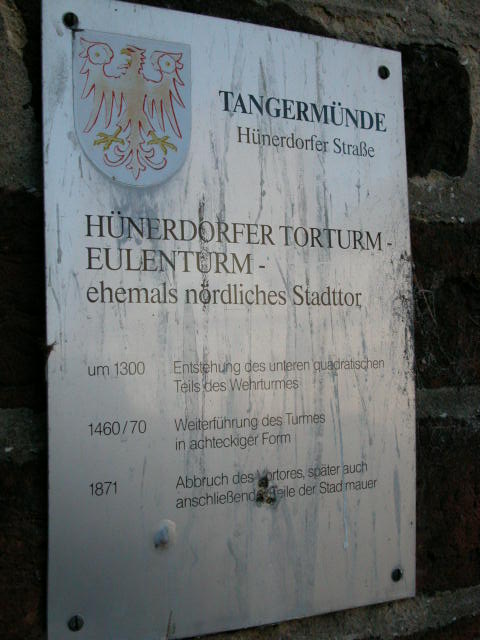 TANGERMÜNDE
Hünerdorfer Straße
HÜNERDORFER TORTURM -
EULENTURM -
ehemals nördliches Stadttor
um 1300 Entstehung des unteren quadratischen
Teils des Wehrturmes
1460/70 Weiterführung des Turmes
in achteckiger Form
1871 Abbruch des Vortores, später auch
anschließende Teile der Stadtmauer